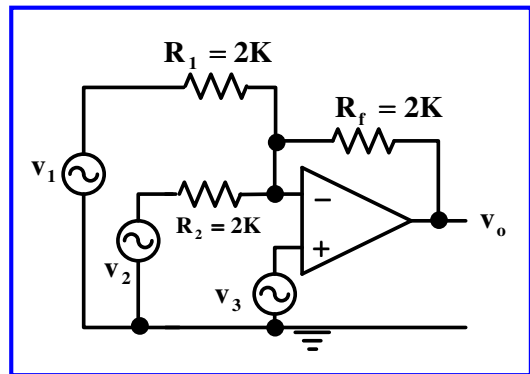 R1 = 2K
Rf = 2K
v1
R2 = 2K
v2
v3
−
+
vo